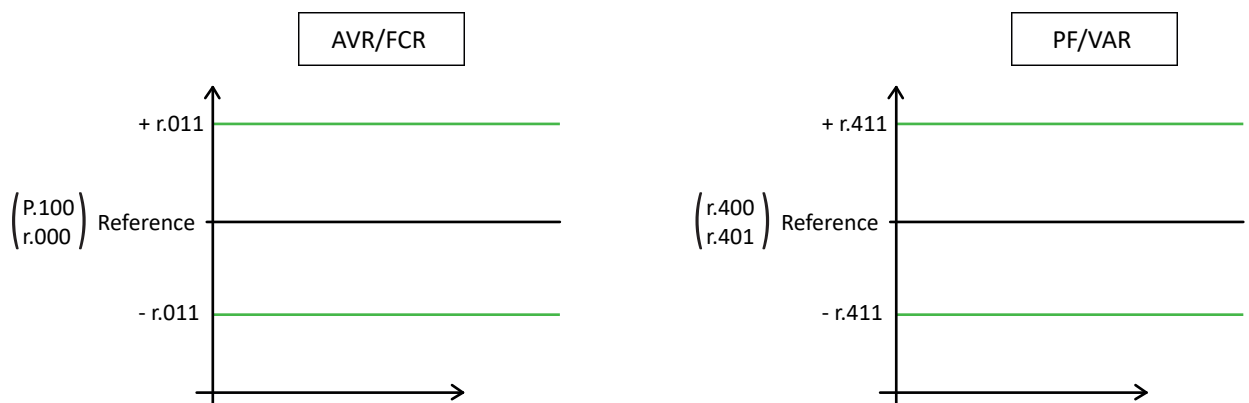 AVR/FCR
+ r.011
P.100
r.000
Reference
- r.011
PF/VAR
+ r.411
r.400
r.401
Reference
- r.411